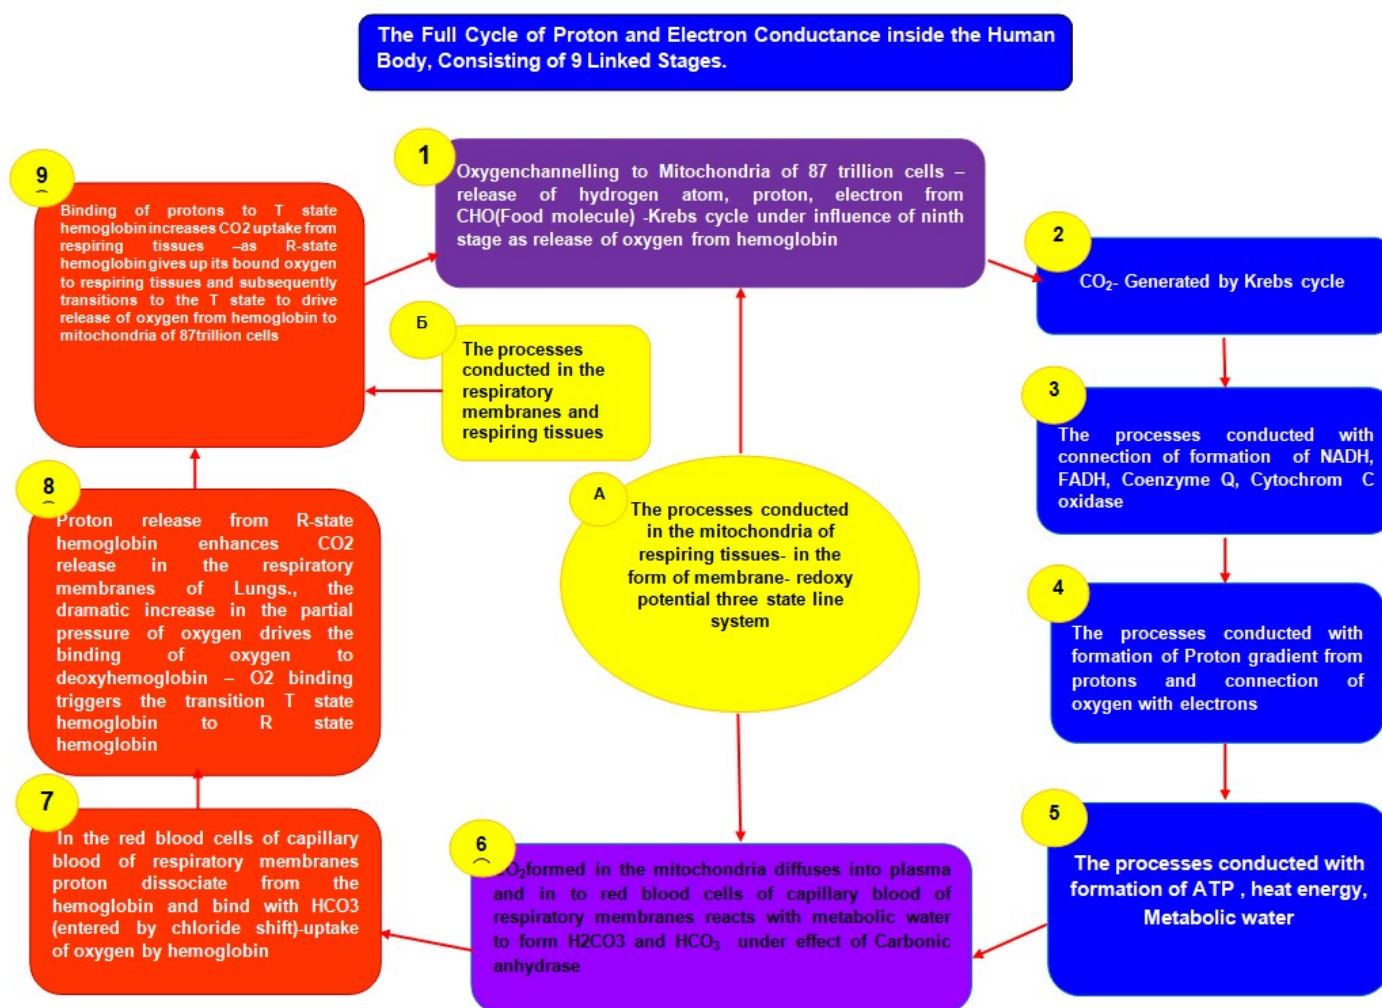 The Full Cycle of Proton and Electron Conductance inside the Human
Body, Consisting of 9 Linked Stages.
1
Oxygenchannelling to Mitochondria of 87 trillion cells –
release of hydrogen atom, proton, electron from
CHO(Food molecule) -Krebs cycle under influence of ninth
stage as release of oxygen from hemoglobin
2
CO₂- Generated by Krebs cycle
3
The processes conducted with
connection of formation of NADH,
FADH, Coenzyme Q, Cytochrom C
oxidase
4
The processes conducted with
formation of Proton gradient from
protons and connection of
oxygen with electrons
5
The processes conducted with
formation of ATP , heat energy,
Metabolic water
6
CO₂formed in the mitochondria diffuses into plasma
and in to red blood cells of capillary blood of
respiratory membranes reacts with metabolic water
to form H2CO3 and HCO₃ under effect of Carbonic
anhydrase
7
In the red blood cells of capillary
blood of respiratory membranes
proton dissociate from the
hemoglobin and bind with HCO3
(entered by chloride shift)-uptake
of oxygen by hemoglobin
8
Proton release from R-state
hemoglobin enhances CO2
release in the respiratory
membranes of Lungs., the
dramatic increase in the partial
pressure of oxygen drives the
binding of oxygen to
deoxyhemoglobin – O2 binding
triggers the transition T state
hemoglobin to R state
hemoglobin
9
Binding of protons to T state
hemoglobin increases CO2 uptake from
respiring tissues –as R-state
hemoglobin gives up its bound oxygen
to respiring tissues and subsequently
transitions to the T state to drive
release of oxygen from hemoglobin to
mitochondria of 87trillion cells
Б
The processes
conducted in the
respiratory
membranes and
respiring tissues
А
The processes conducted
in the mitochondria of
respiring tissues- in the
form of membrane- redoxy
potential three state line
system